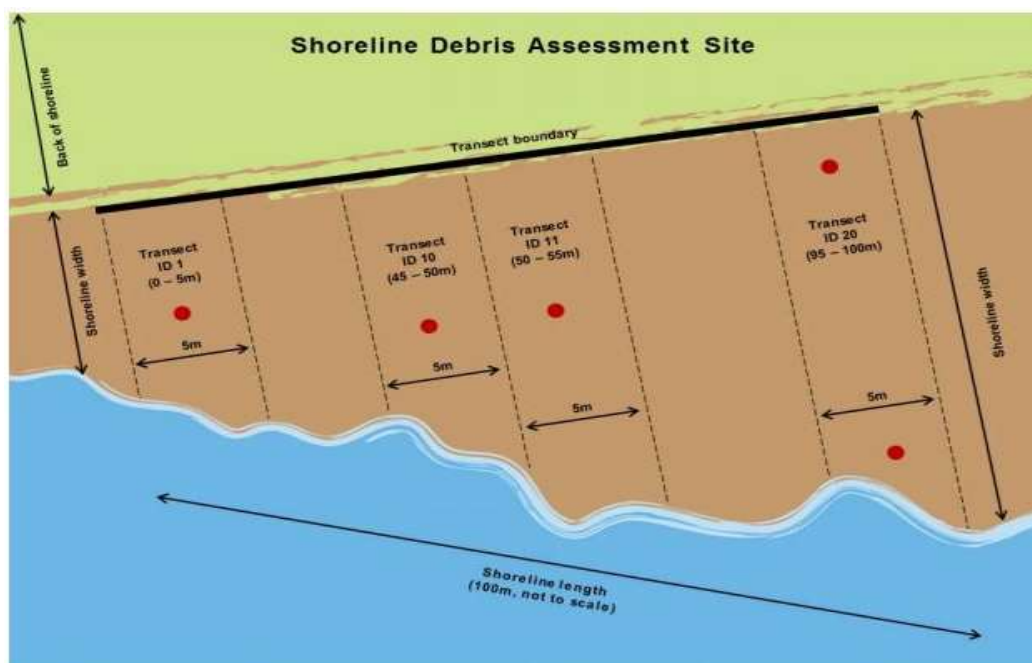 Shoreline Debris Assessment Site
Back of shoreline
Transect boundary
Shoreline width
Transect
ID 1
(0 – 5m)
5m
Transect
ID 10
(45 – 50m)
5m
Transect
ID 11
(50 – 55m)
5m
Transect
ID 20
(95 – 100m)
5m
Shoreline width
Shoreline length
(100m, not to scale)